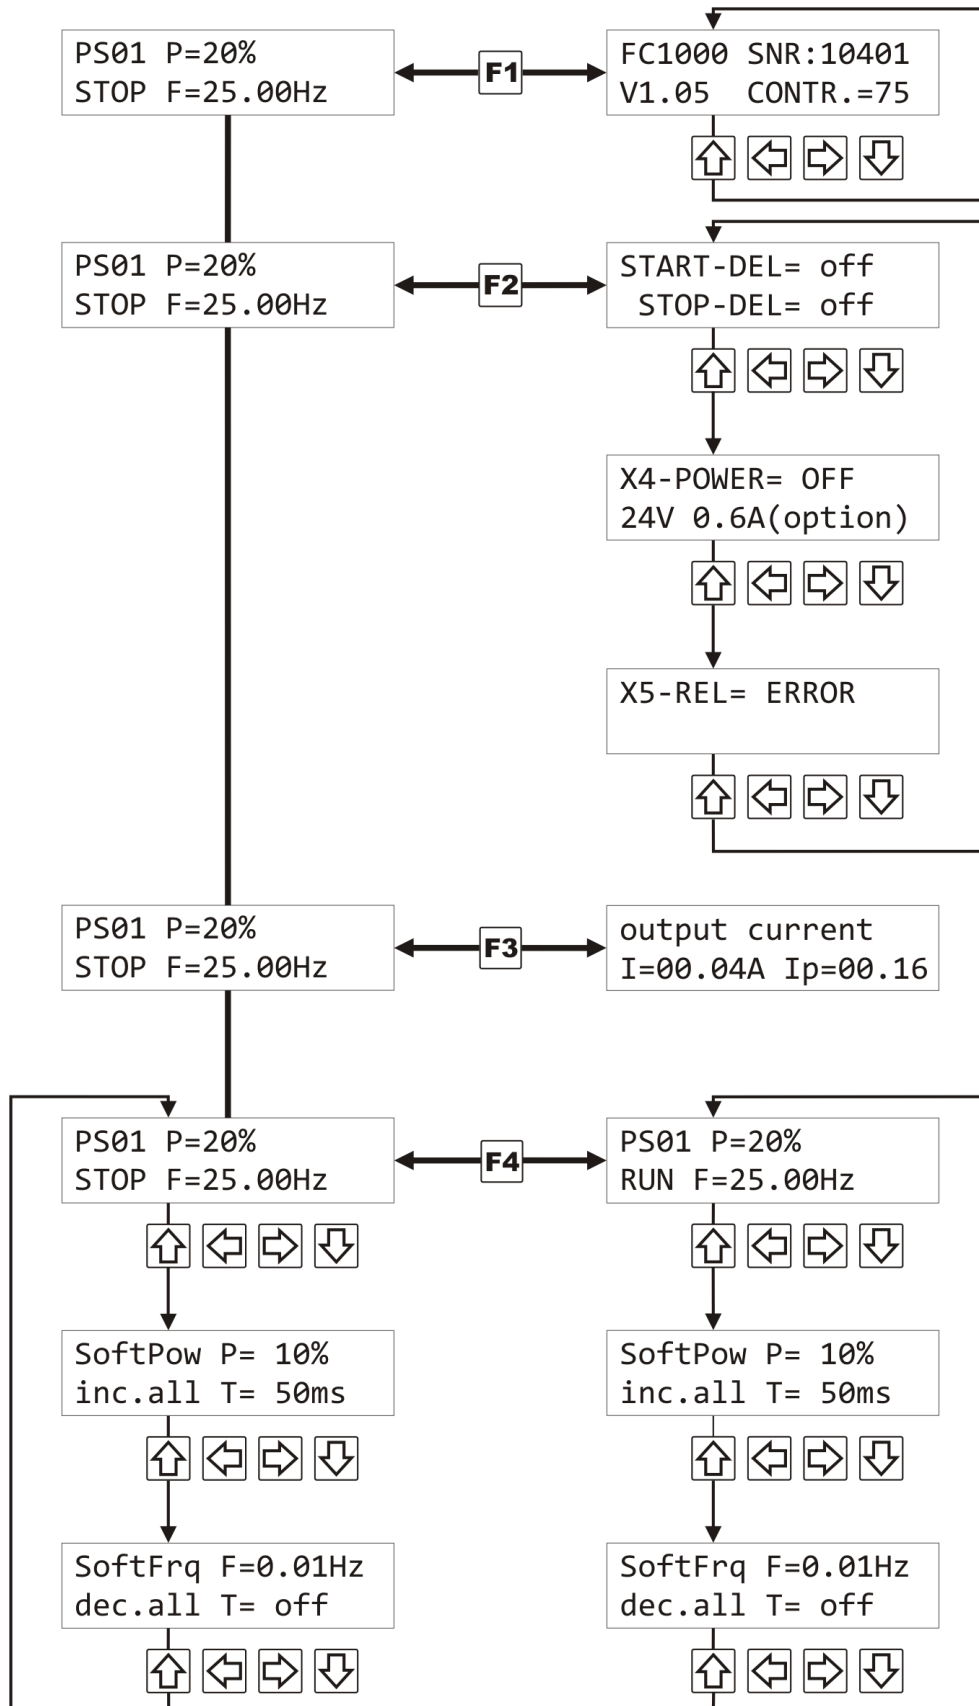 PS01 P=20%
STOP F=25.00Hz
F1
FC1000 SNR:10401
V1.05 CONTR.=75
PS01 P=20%
STOP F=25.00Hz
F2
START-DEL= off
STOP-DEL= off
X4-POWER= OFF
24V 0.6A(option)
X5-REL= ERROR
PS01 P=20%
STOP F=25.00Hz
F3
output current
I=00.04A Ip=00.16
PS01 P=20%
STOP F=25.00Hz
F4
PS01 P=20%
RUN F=25.00Hz
SoftPow P= 10%
inc.all T= 50ms
SoftPow P= 10%
inc.all T= 50ms
SoftFrq F=0.01Hz
dec.all T= off
SoftFrq F=0.01Hz
dec.all T= off